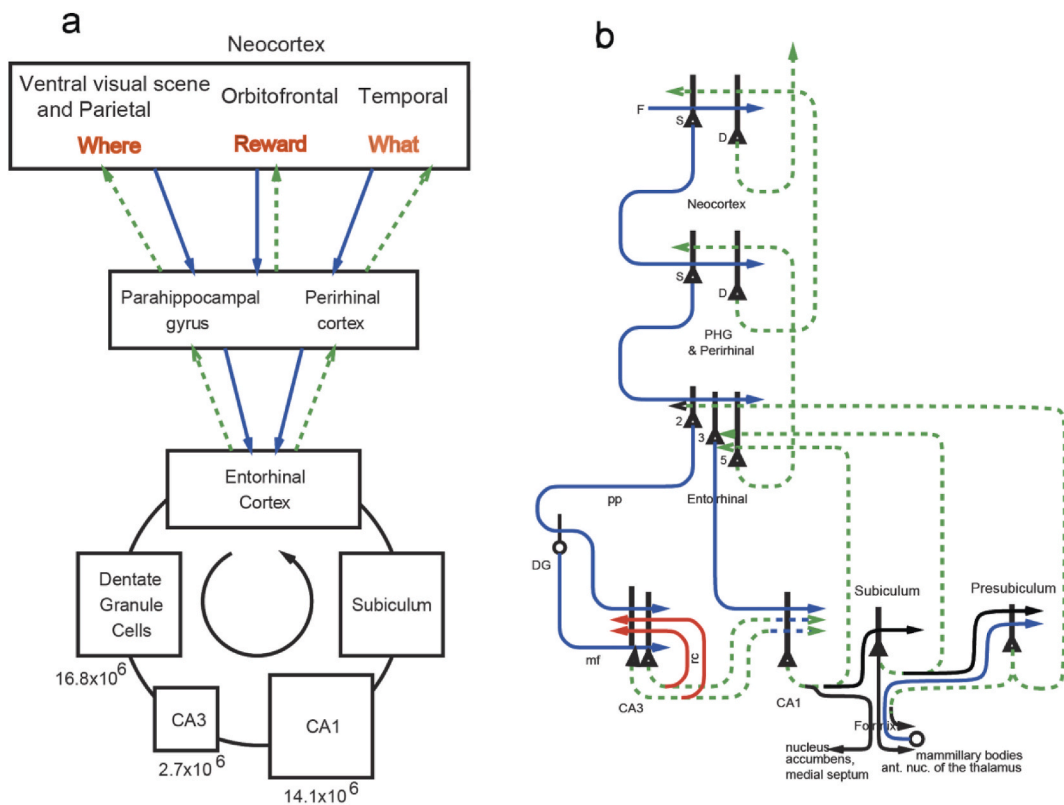 a
Neocortex
Ventral visual scene
and Parietal
Orbitofrontal
Temporal
Where
Reward
What
Parahippocampal
gyrus
Perirhinal
cortex
Entorhinal
Cortex
Dentate
Granule
Cells
Subiculum
16.8x10^6
CA3
2.7x10^6
CA1
14.1x10^6
b
F
S
D
Neocortex
S
D
PHG
& Perirhinal
2
3
5
Entorhinal
pp
DG
mf
rc
CA3
CA1
Subiculum
Presubiculum
Fornix
nucleus
accumbens,
medial septum
mammillary bodies
ant. nuc. of the thalamus